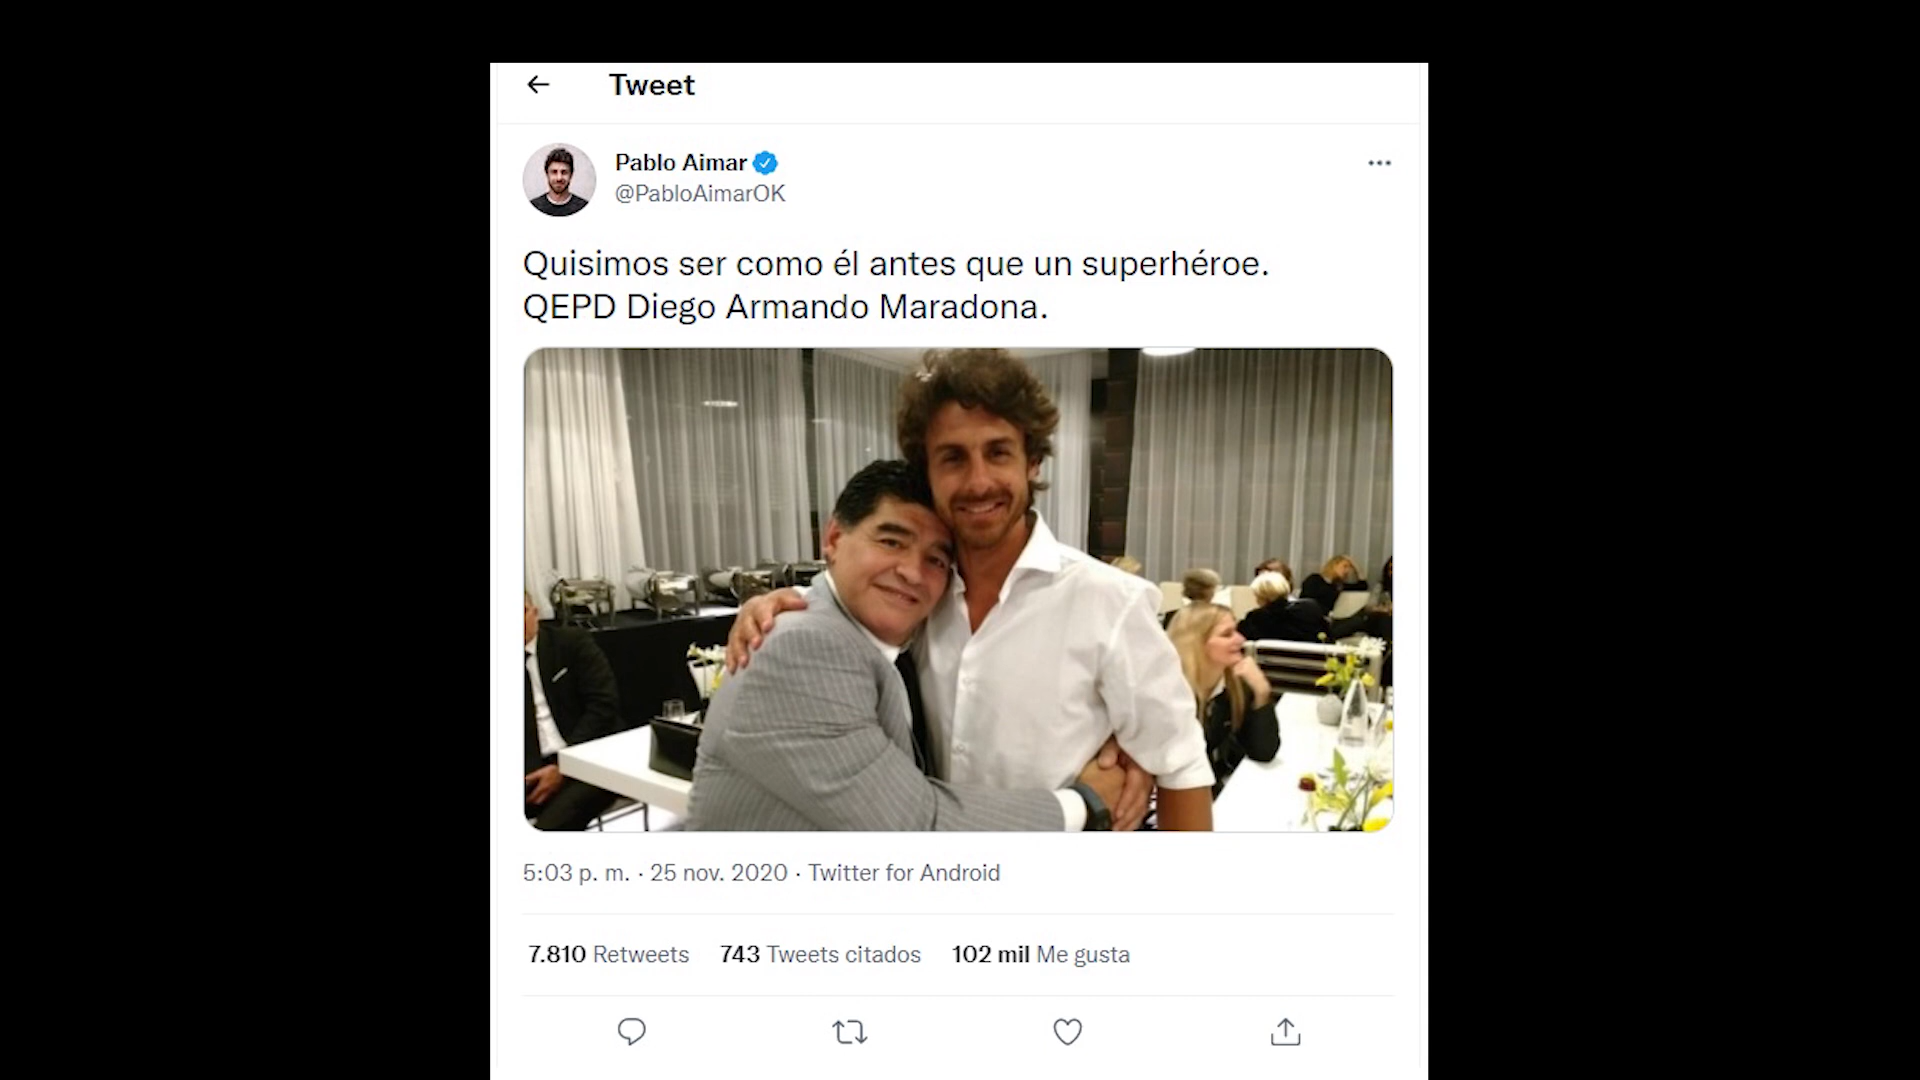 Tweet
Pablo Aimar
@PabloAimarOK
Quisimos ser como él antes que un superhéroe.
QEPD Diego Armando Maradona.
5:03 p. m. · 25 nov. 2020 · Twitter for Android
7.810 Retweets 743 Tweets citados 102 mil Me gusta